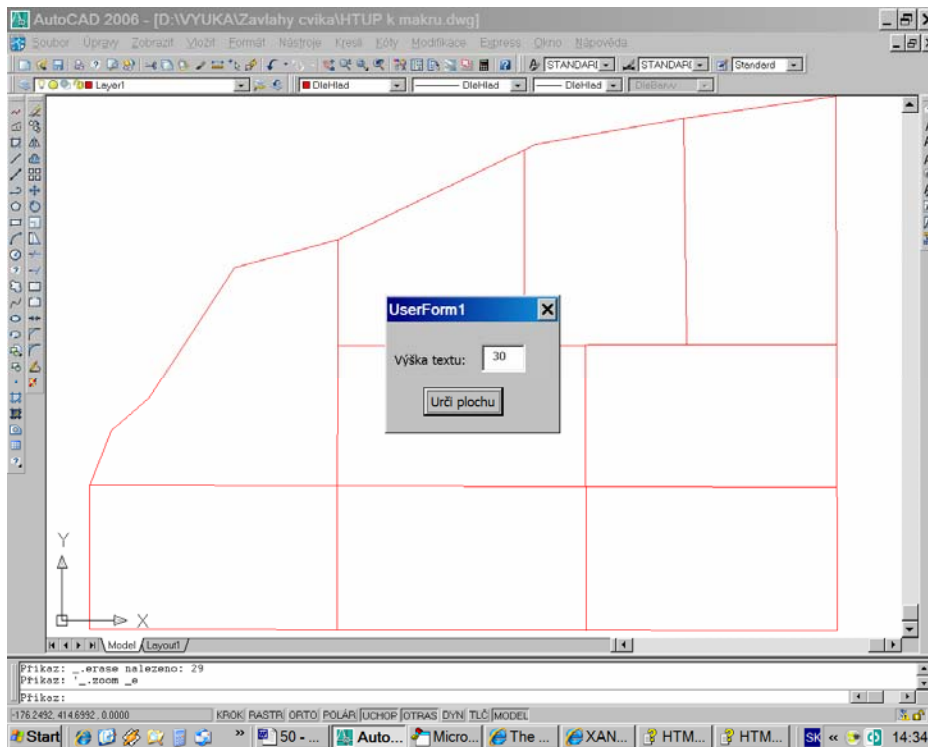 AutoCAD 2006 - [D:\VYUKA\Zavlahy cvika\HTUP k makru.dwg]
Soubor Úpravy Zobrazit Vložit Formát Nástroje Kresli Kóty Modifikace Express Okno Nápověda
STANDARD STANDARD Standard
Layer1 DleHlad DleHlad DleHlad DleBarvy
UserForm1
Výška textu: 30
Urči plochu
Y
X
Model Layout1
Příkaz: _.erase nalezeno: 29
Příkaz: '_.zoom _e
Příkaz:
-176.2492, 414.6992, 0.0000 KROK RASTR ORTO POLÁR UCHOP OTRAS DYN TLČ MODEL
Start » 50 - ... Auto... Micro... The ... XAN... HTM... HTM... SK « 14:34